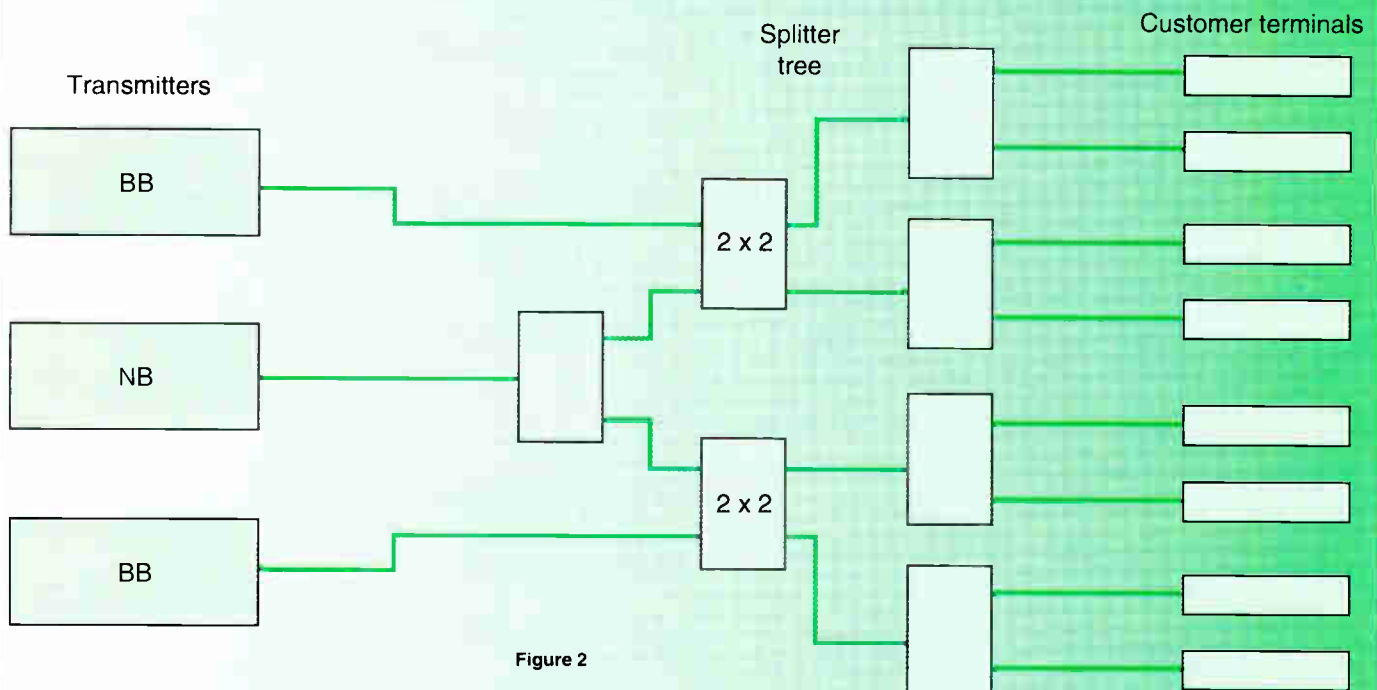 Transmitters
Splitter
tree
Customer terminals
BB
NB
BB
2 x 2
2 x 2
Figure 2